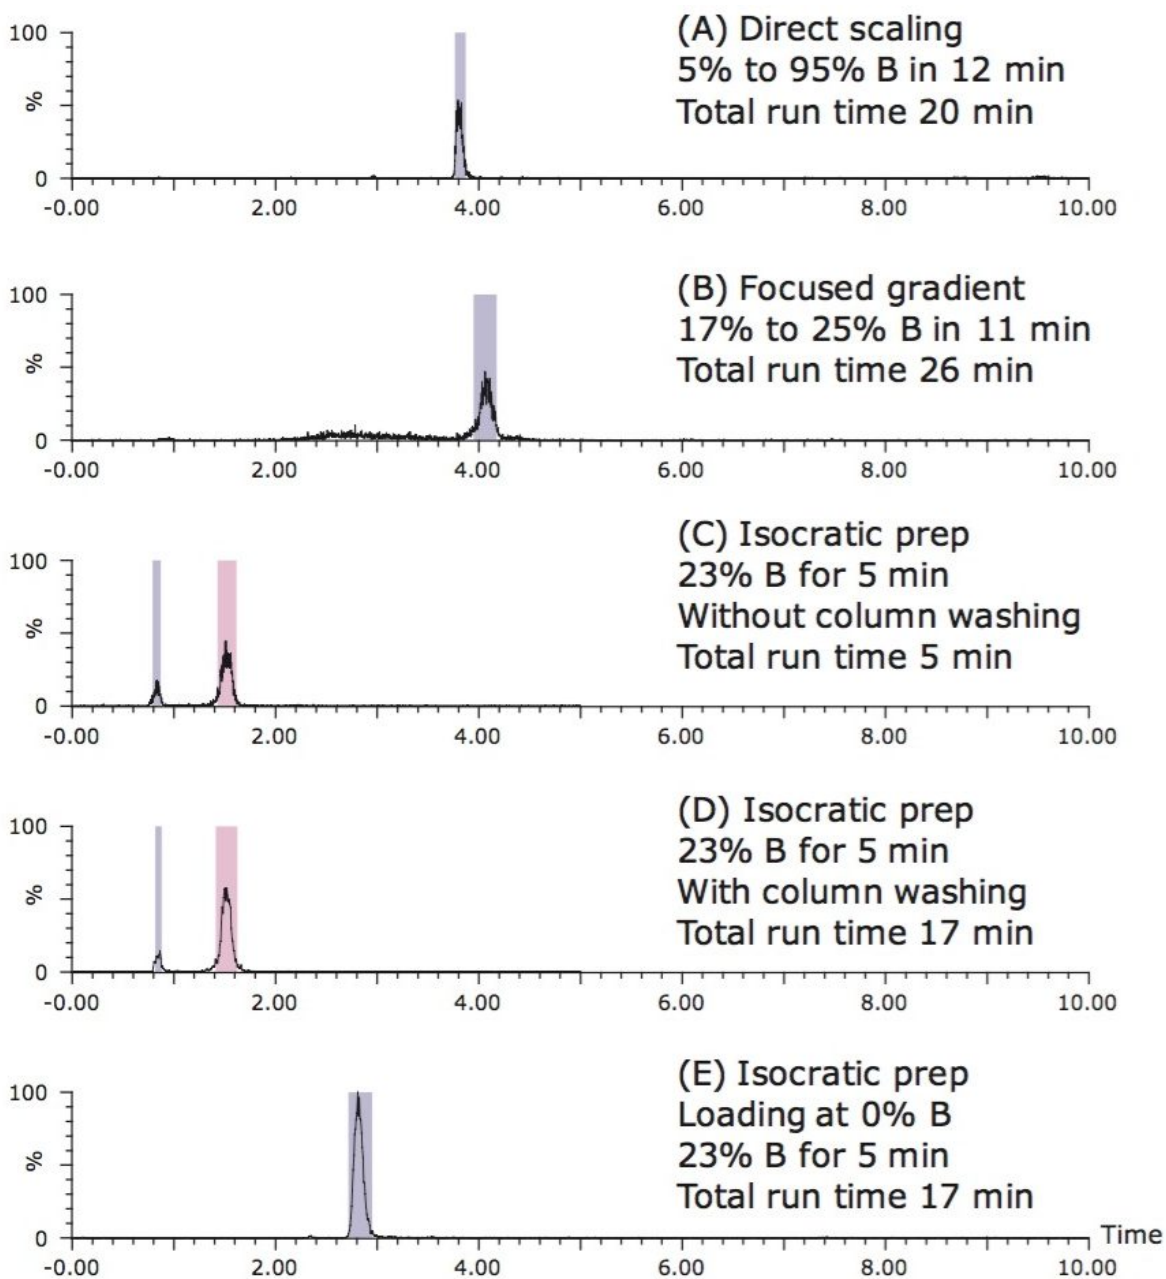 100
%
0
-0.00 2.00 4.00 6.00 8.00 10.00
(A) Direct scaling
5% to 95% B in 12 min
Total run time 20 min
100
%
0
-0.00 2.00 4.00 6.00 8.00 10.00
(B) Focused gradient
17% to 25% B in 11 min
Total run time 26 min
100
%
0
-0.00 2.00 4.00 6.00 8.00 10.00
(C) Isocratic prep
23% B for 5 min
Without column washing
Total run time 5 min
100
%
0
-0.00 2.00 4.00 6.00 8.00 10.00
(D) Isocratic prep
23% B for 5 min
With column washing
Total run time 17 min
100
%
0
-0.00 2.00 4.00 6.00 8.00 10.00
(E) Isocratic prep
Loading at 0% B
23% B for 5 min
Total run time 17 min
Time